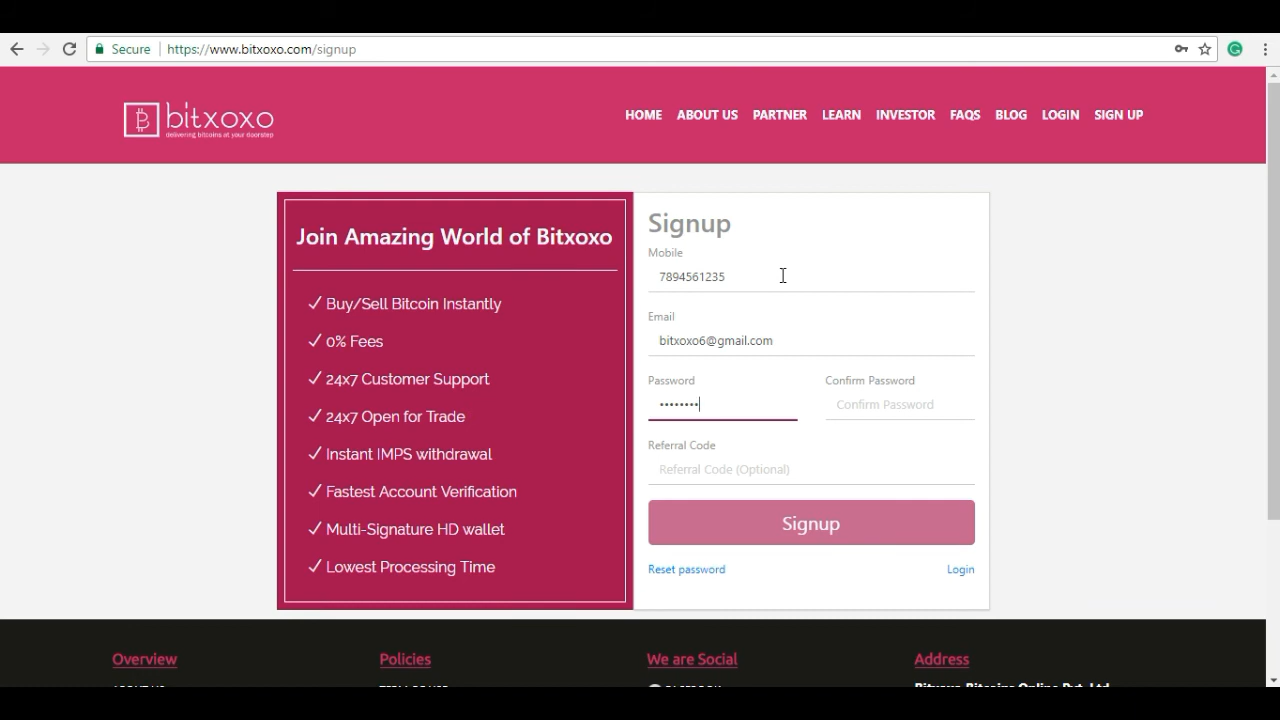 Secure https://www.bitxoxo.com/signup
bitxoxo
delivering bitcoins at your doorstep
HOME ABOUT US PARTNER LEARN INVESTOR FAQS BLOG LOGIN SIGN UP
Join Amazing World of Bitxoxo
Buy/Sell Bitcoin Instantly
0% Fees
24x7 Customer Support
24x7 Open for Trade
Instant IMPS withdrawal
Fastest Account Verification
Multi-Signature HD wallet
Lowest Processing Time
Signup
Mobile
7894561235
Email
bitxoxo6@gmail.com
Password Confirm Password
•••••••• Confirm Password
Referral Code
Referral Code (Optional)
Signup
Reset password Login
Overview Policies We are Social Address